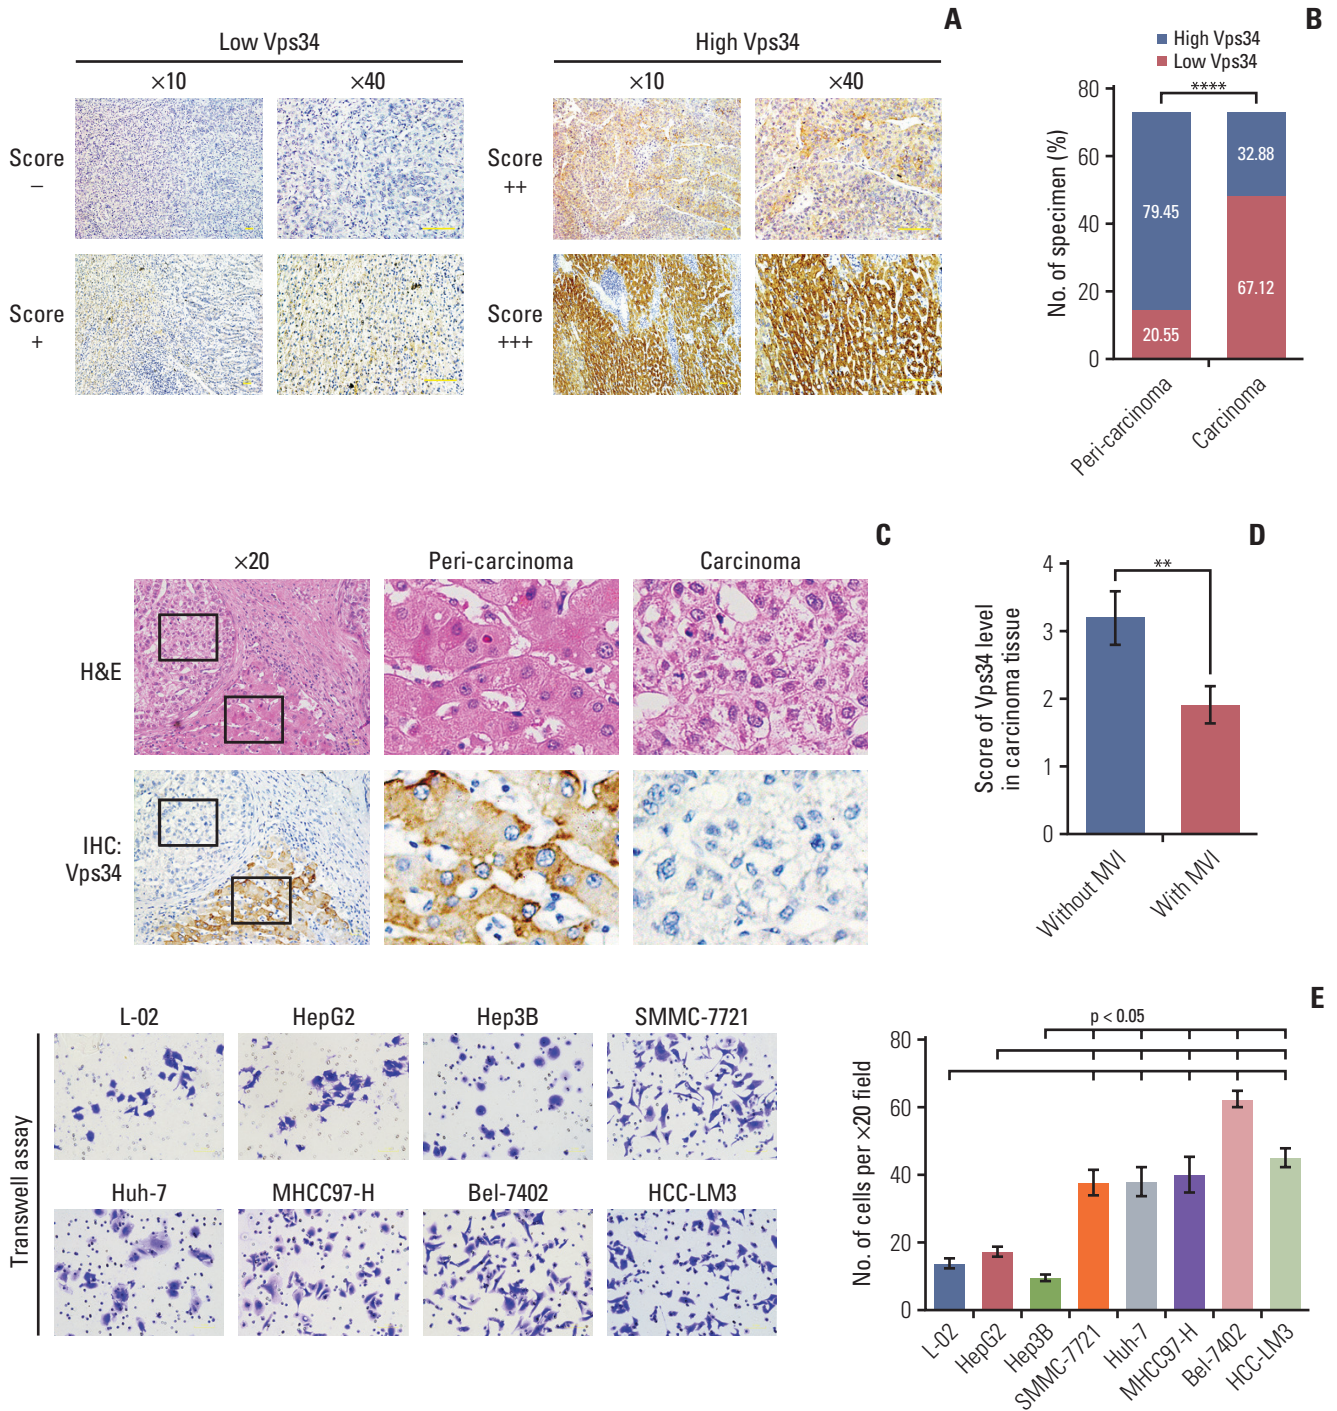 A
Low Vps34
High Vps34
×10
×40
×10
×40
Score
–
Score
++
Score
+
Score
+++
B
High Vps34
Low Vps34
****
No. of specimen (%)
80
60
40
20
0
79.45
20.55
32.88
67.12
Peri-carcinoma
Carcinoma
C
×20
Peri-carcinoma
Carcinoma
H&E
IHC:
Vps34
D
**
Score of Vps34 level
in carcinoma tissue
4
3
2
1
0
Without MVI
With MVI
Transwell assay
L-02
HepG2
Hep3B
SMMC-7721
Huh-7
MHCC97-H
Bel-7402
HCC-LM3
E
p < 0.05
No. of cells per ×20 field
80
60
40
20
0
L-02
HepG2
Hep3B
SMMC-7721
Huh-7
MHCC97-H
Bel-7402
HCC-LM3